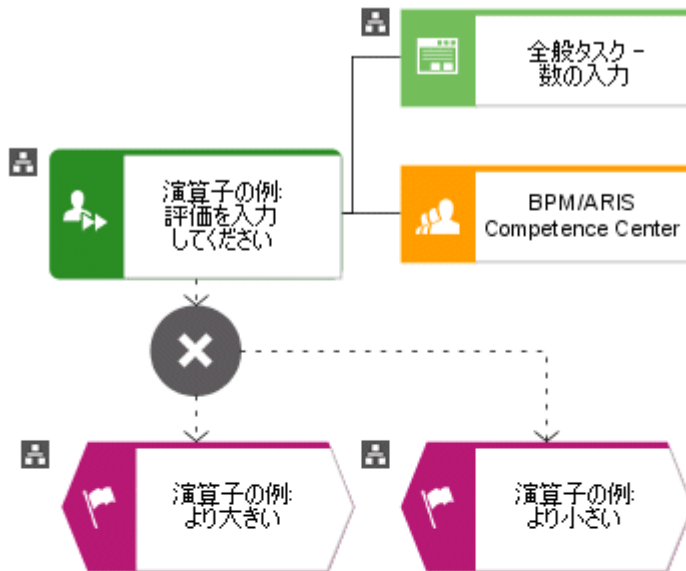 全般タスク -
数の入力
演算子の例:
評価を入力
してください
BPM/ARIS
Competence Center
演算子の例:
より大きい
演算子の例:
より小さい